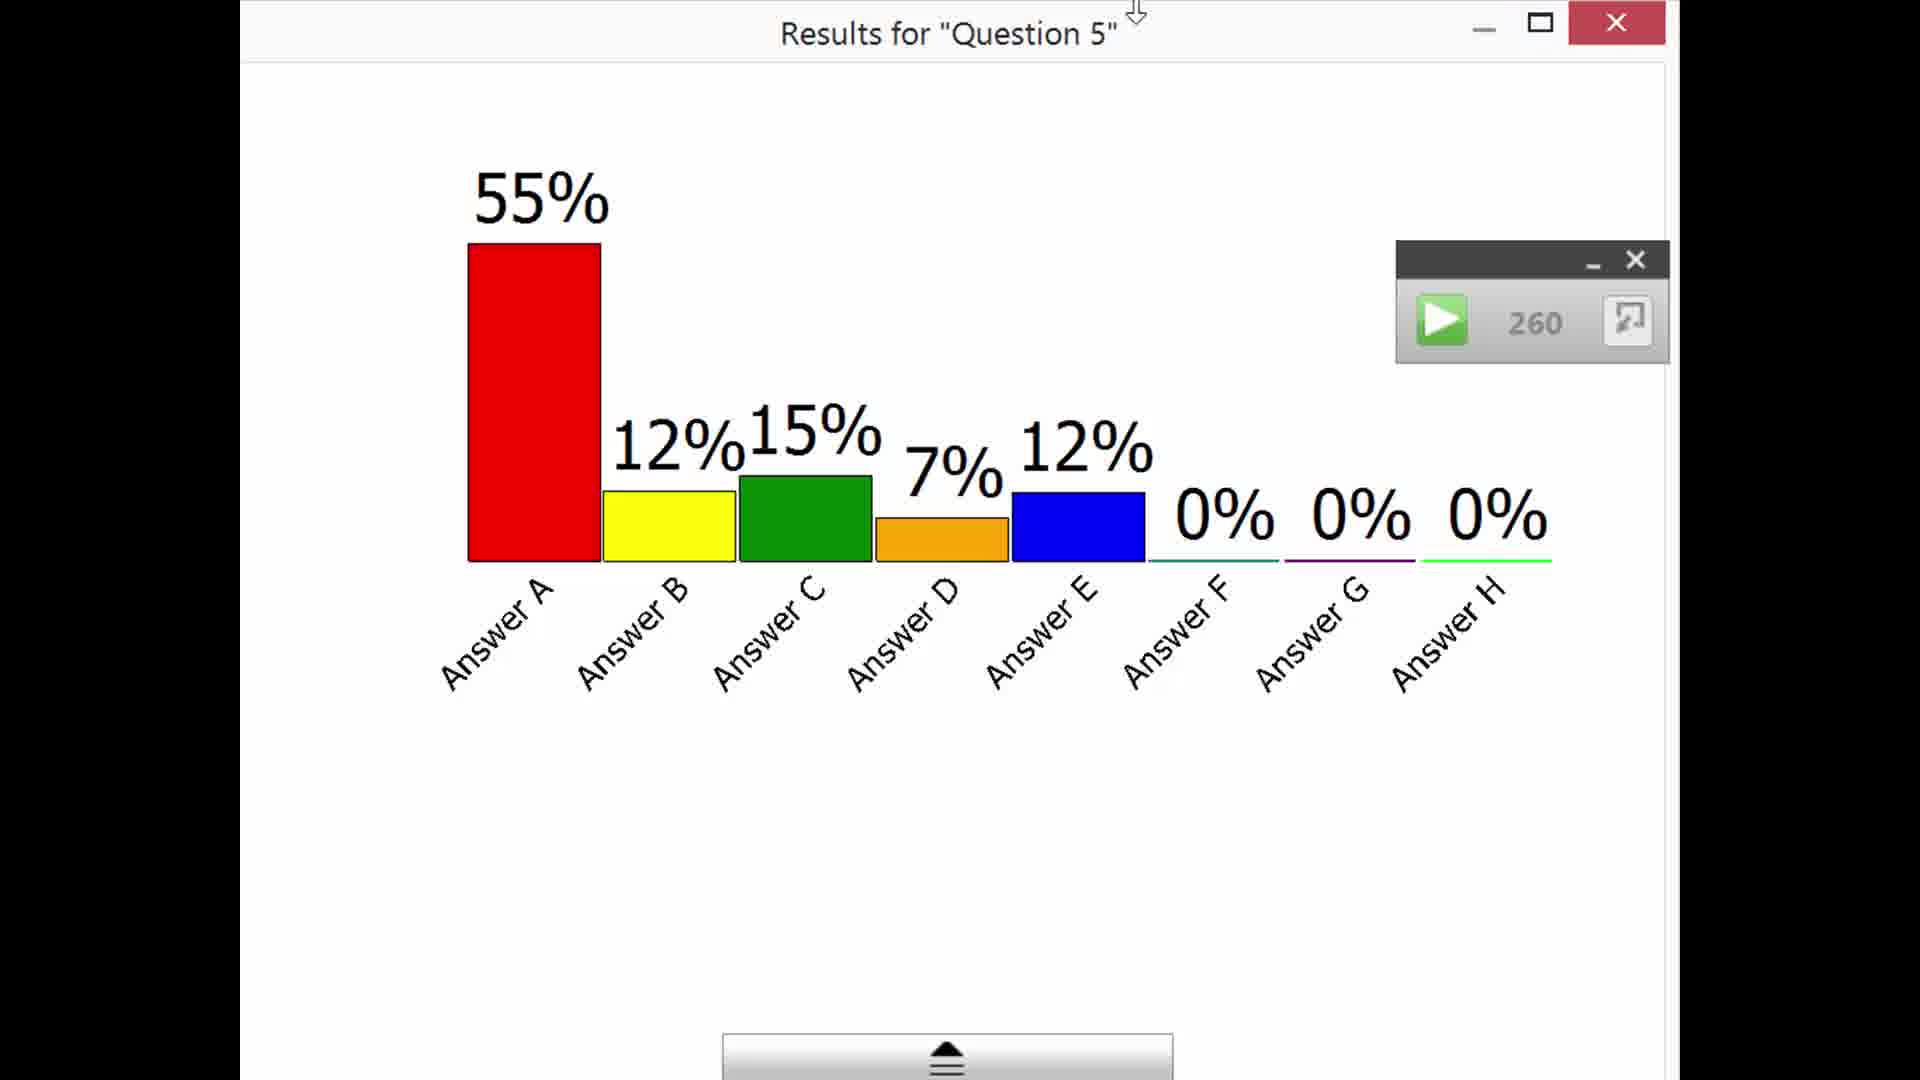 Results for "Question 5"
55%
260
12%
15%
7%
12%
0%
0%
0%
Answer A
Answer B
Answer C
Answer D
Answer E
Answer F
Answer G
Answer H